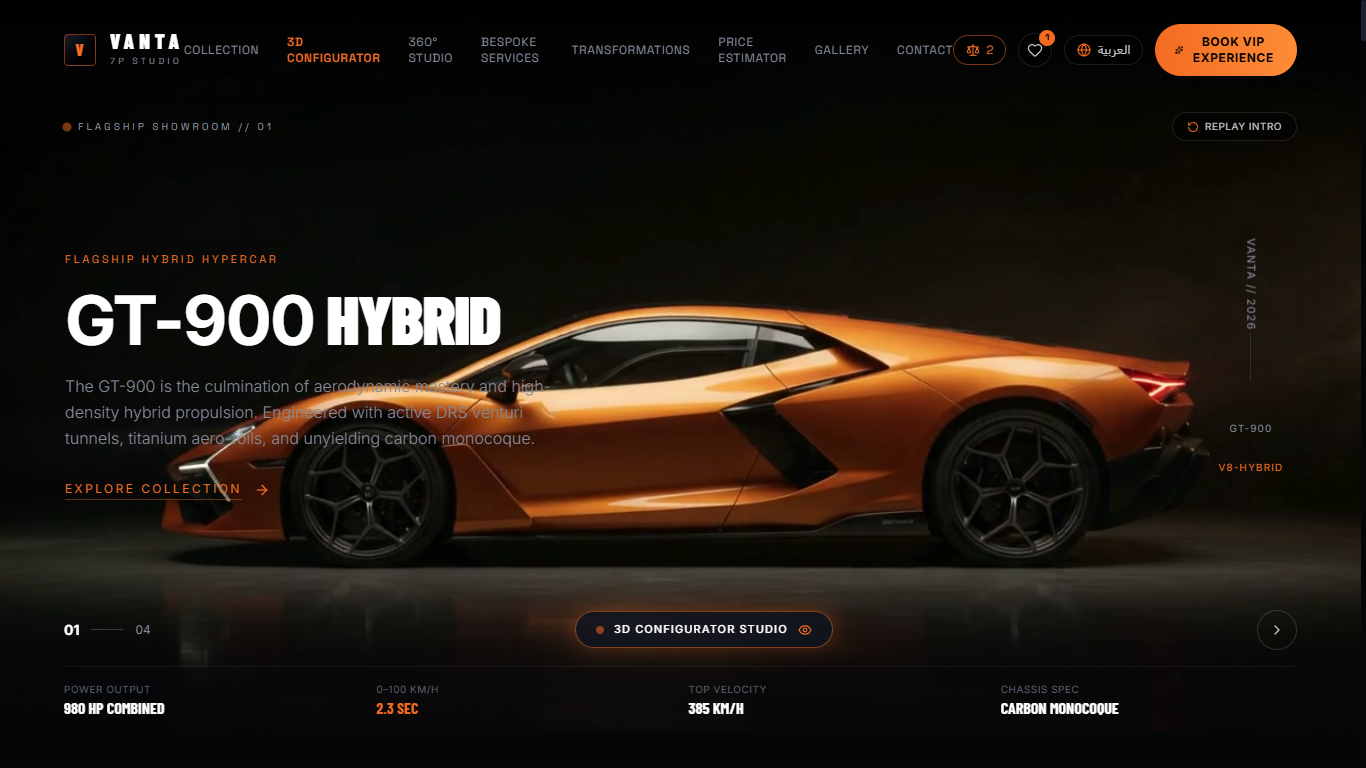 V
VANTA
7P STUDIO
COLLECTION
3D
CONFIGURATOR
360°
STUDIO
BESPOKE
SERVICES
TRANSFORMATIONS
PRICE
ESTIMATOR
GALLERY
CONTACT
2
1
العربية
BOOK VIP
EXPERIENCE
FLAGSHIP SHOWROOM // 01
REPLAY INTRO
VANTA // 2026
FLAGSHIP HYBRID HYPERCAR
GT-900 HYBRID
The GT-900 is the culmination of aerodynamic mastery and high-
density hybrid propulsion. Engineered with active DRS venturi
tunnels, titanium aero-foils, and unyielding carbon monocoque.
GT-900
V8-HYBRID
EXPLORE COLLECTION
01 04
3D CONFIGURATOR STUDIO
POWER OUTPUT
980 HP COMBINED
0–100 KM/H
2.3 SEC
TOP VELOCITY
385 KM/H
CHASSIS SPEC
CARBON MONOCOQUE